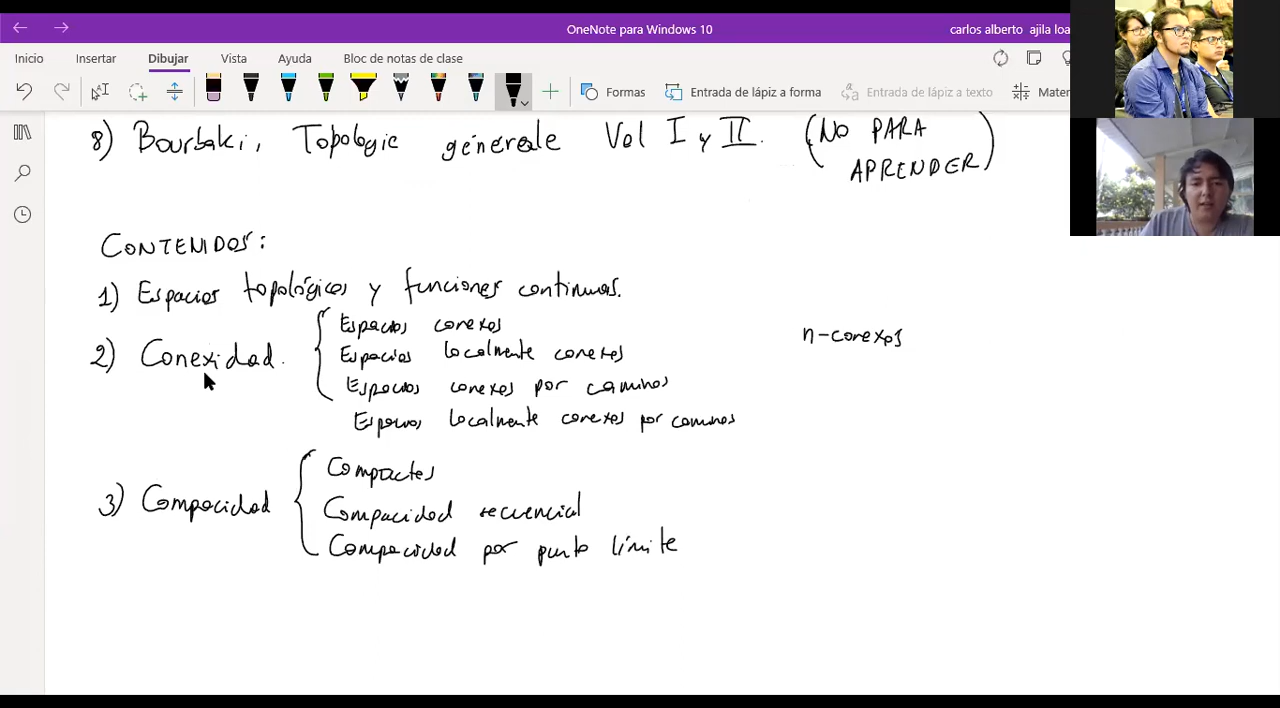 OneNote para Windows 10
carlos alberto ajila loa
Inicio Insertar Dibujar Vista Ayuda Bloc de notas de clase
Formas Entrada de lápiz a forma Entrada de lápiz a texto Matem
8) Bourbaki, Topologie génerale Vol I y II. (NO PARA
APRENDER)
CONTENIDOS:
1) Espacios topológicos y funciones continuas.
2) Conexidad.
Espacios conexos
Espacios localmente conexos
Espacios conexos por caminos
Espacios localmente conexos por caminos
n-conexos
3) Compacidad
Compactos
Compacidad secuencial
Compacidad por punto límite